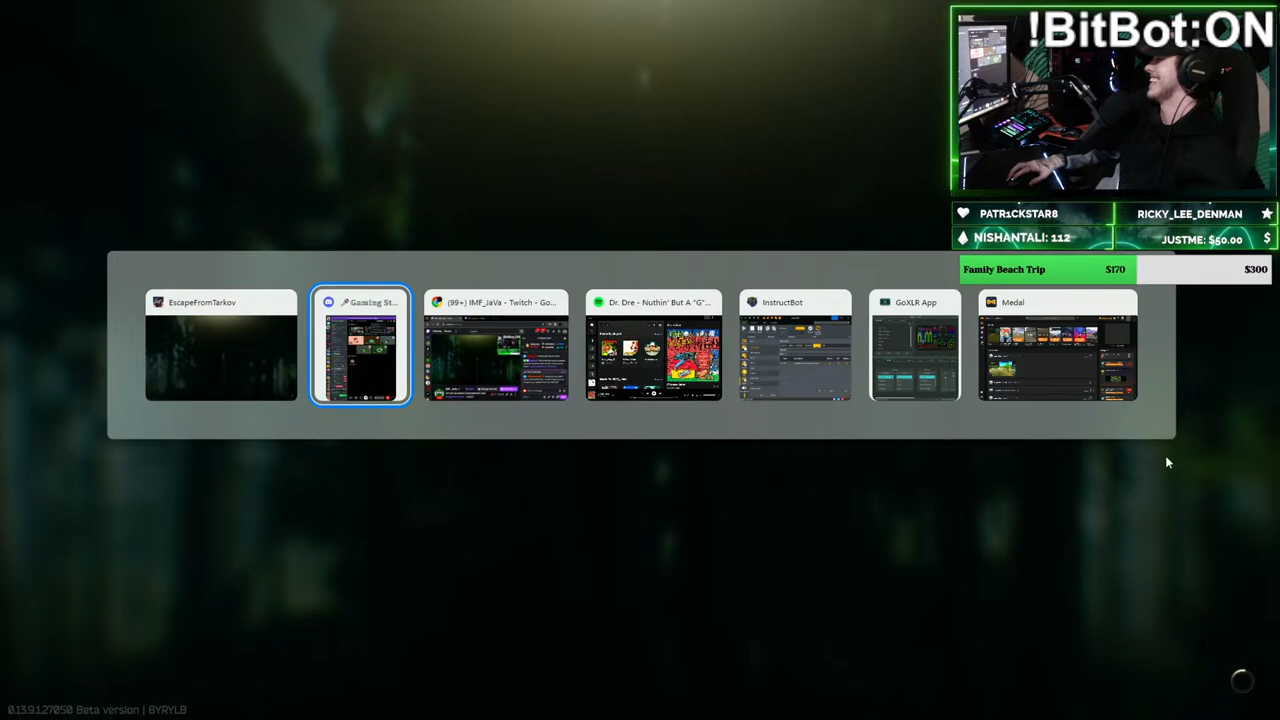 !BitBot:ON
PATR1CKSTAR8
RICKY_LEE_DENMAN
NISHANTALI: 112
JUSTME: $50.00
$
Family Beach Trip $170 $300
EscapeFromTarkov
Gaming St...
(99+) IMF_JaVa - Twitch - Go...
Dr. Dre - Nuthin' But A "G"...
InstructBot
GoXLR App
Medal
0.13.9.1.27050 Beta version | BYRYLB